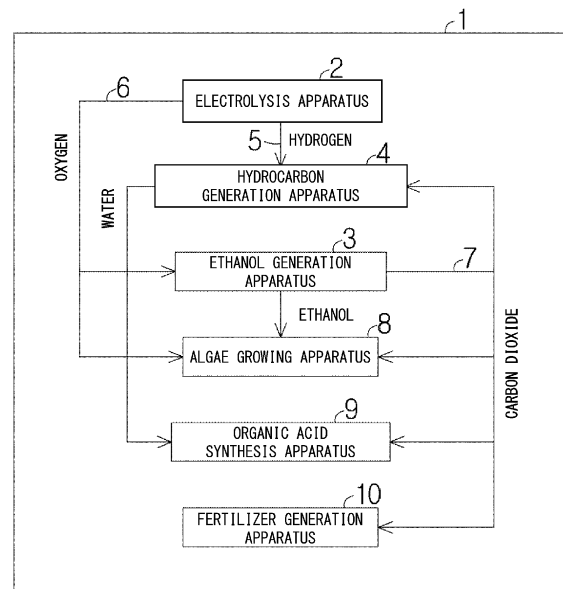 1
2
6
ELECTROLYSIS APPARATUS
OXYGEN
5
HYDROGEN
4
HYDROCARBON
GENERATION APPARATUS
WATER
3
7
ETHANOL GENERATION
APPARATUS
ETHANOL
8
ALGAE GROWING APPARATUS
CARBON DIOXIDE
9
ORGANIC ACID
SYNTHESIS APPARATUS
10
FERTILIZER GENERATION
APPARATUS